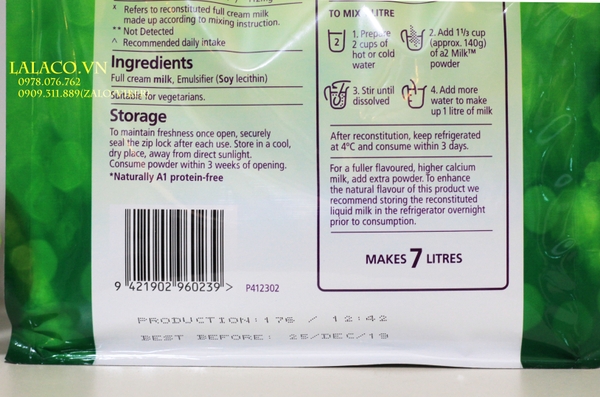 x Refers to reconstituted full cream milk
made up according to mixing instruction.
** Not Detected
^ Recommended daily intake
Ingredients
Full cream milk, Emulsifier (Soy lecithin)
Suitable for vegetarians.
Storage
To maintain freshness once open, securely
seal the zip lock after each use. Store in a cool,
dry place, away from direct sunlight.
Consume powder within 3 weeks of opening.
*Naturally A1 protein-free
9 421902 960239 >
P412302
TO MIX LITRE
2
1. Prepare
2 cups of
hot or cold
water
2. Add 1⅓ cup
(approx. 140g)
of a2 Milk™
powder
3. Stir until
dissolved
4. Add more
water to make
up 1 litre of milk
After reconstitution, keep refrigerated
at 4°C and consume within 3 days.
For a fuller flavoured, higher calcium
milk, add extra powder. To enhance
the natural flavour of this product we
recommend storing the reconstituted
liquid milk in the refrigerator overnight
prior to consumption.
MAKES 7 LITRES
PRODUCTION:176 / 12:42
BEST BEFORE: 25/DEC/19
LALACO.VN
0978.076.762
0909.311.889(ZALO